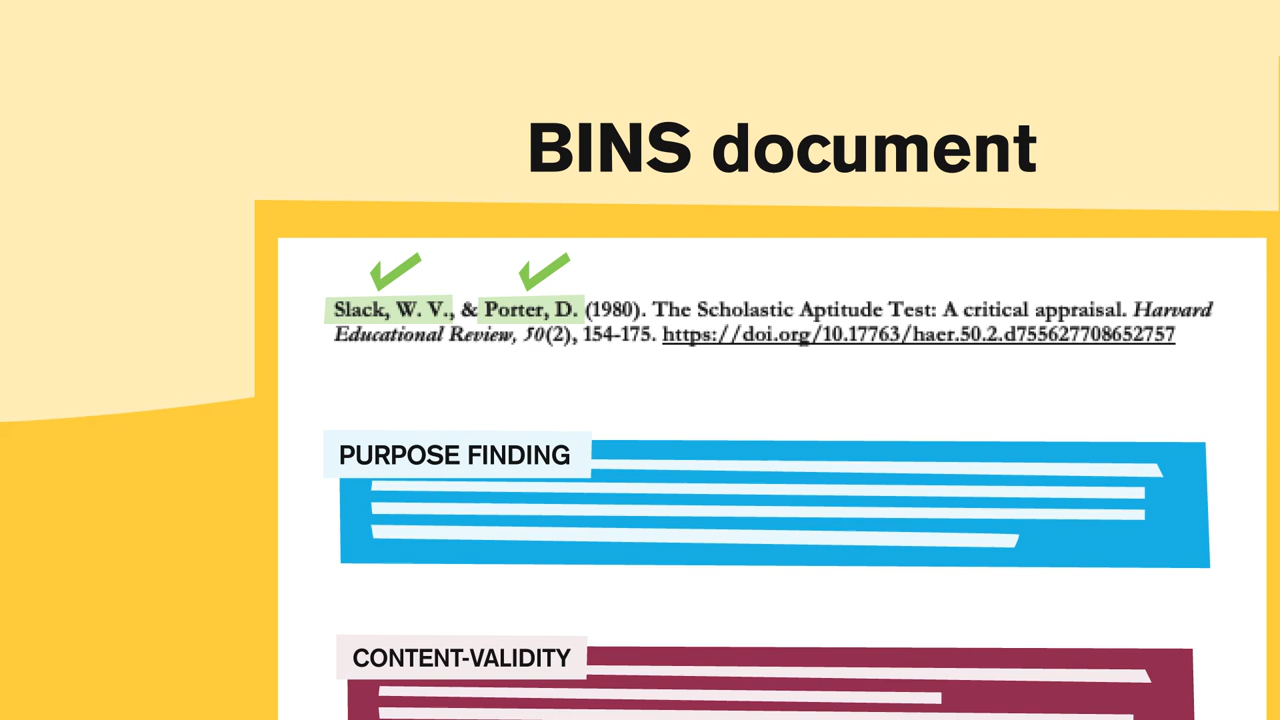 BINS document
Slack, W. V., & Porter, D. (1980). The Scholastic Aptitude Test: A critical appraisal. Harvard
Educational Review, 50(2), 154-175. https://doi.org/10.17763/haer.50.2.d755627708652757
PURPOSE FINDING
CONTENT-VALIDITY